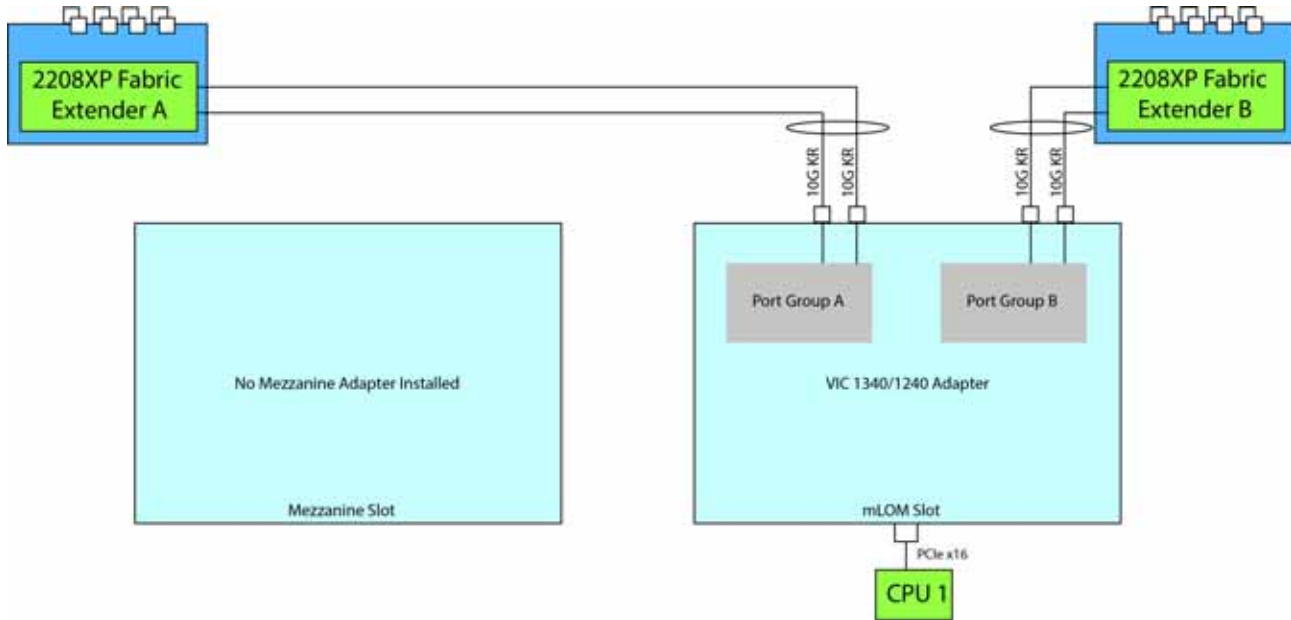 2208XP Fabric
Extender A
2208XP Fabric
Extender B
10G KR
10G KR
10G KR
10G KR
Port Group A
Port Group B
No Mezzanine Adapter Installed
VIC 1340/1240 Adapter
Mezzanine Slot
mLOM Slot
PCIe x16
CPU 1